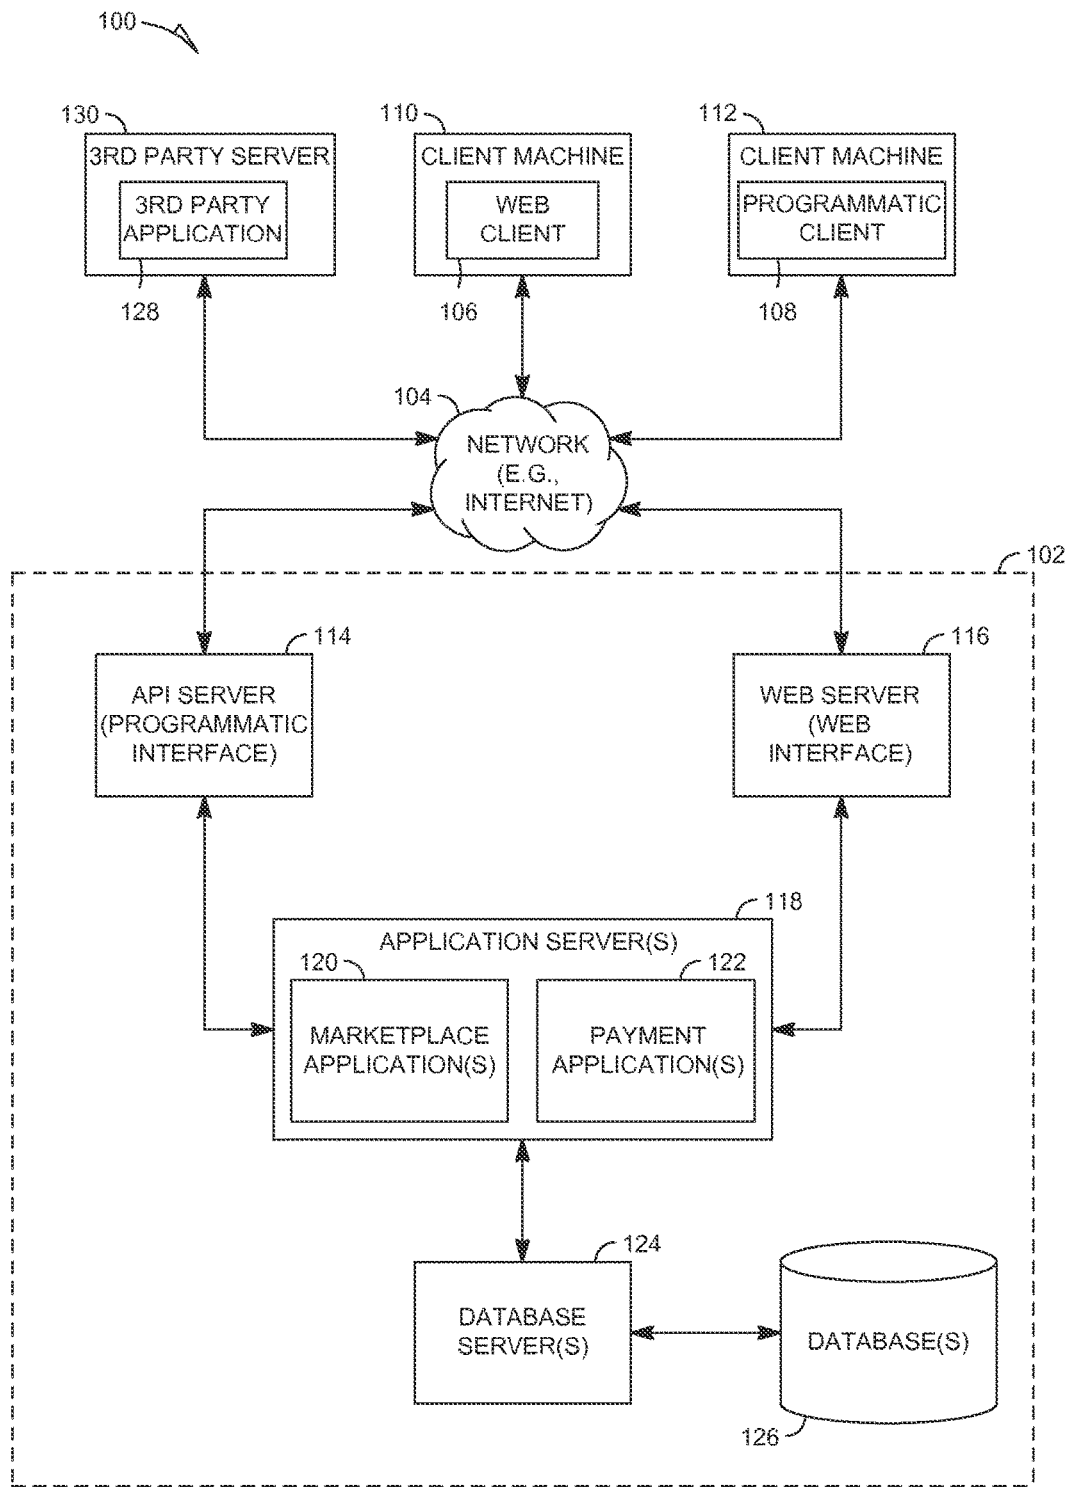 100
130
3RD PARTY SERVER
3RD PARTY
APPLICATION
128
110
CLIENT MACHINE
WEB
CLIENT
106
112
CLIENT MACHINE
PROGRAMMATIC
CLIENT
108
104
NETWORK
(E.G.,
INTERNET)
102
114
API SERVER
(PROGRAMMATIC
INTERFACE)
116
WEB SERVER
(WEB
INTERFACE)
118
APPLICATION SERVER(S)
120
MARKETPLACE
APPLICATION(S)
122
PAYMENT
APPLICATION(S)
124
DATABASE
SERVER(S)
DATABASE(S)
126